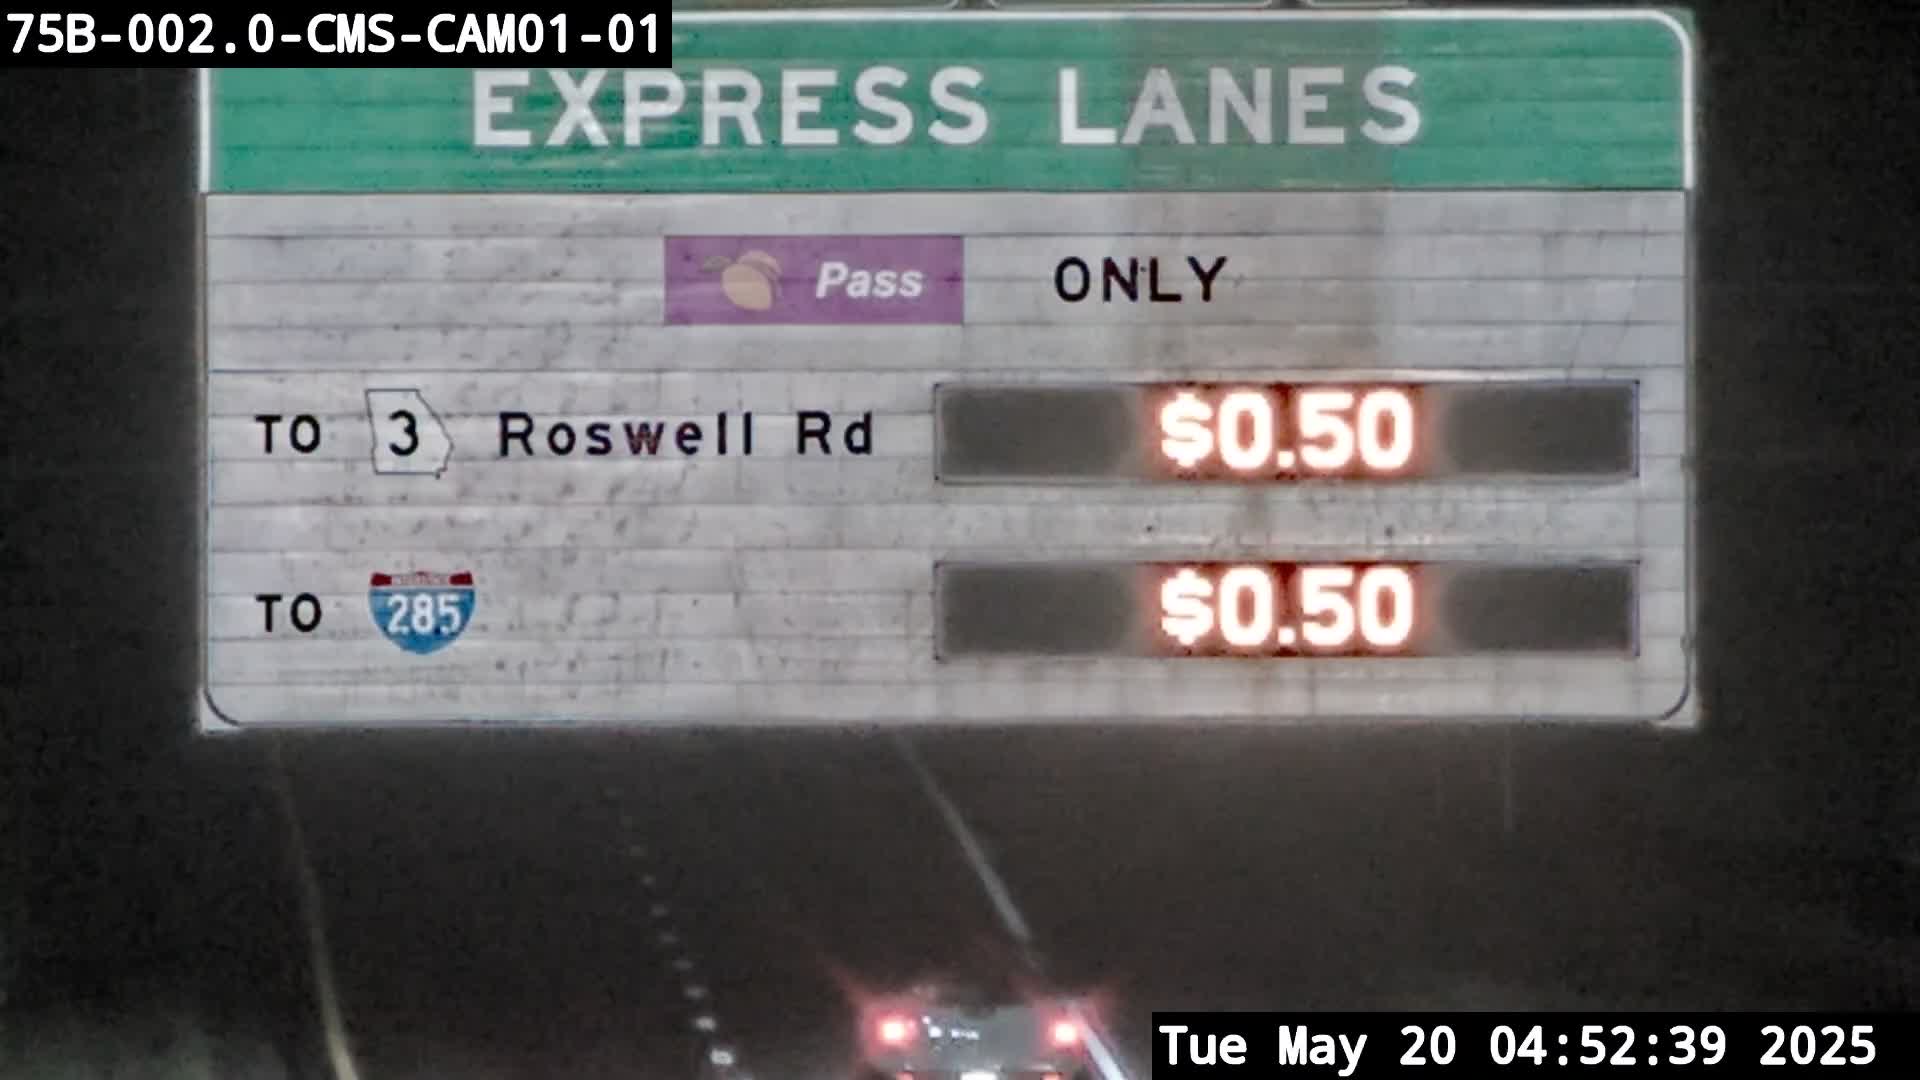 75B-002.0-CMS-CAM01-01
EXPRESS LANES
Pass ONLY
TO 3 Roswell Rd $0.50
TO 285 $0.50
Tue May 20 04:52:39 2025